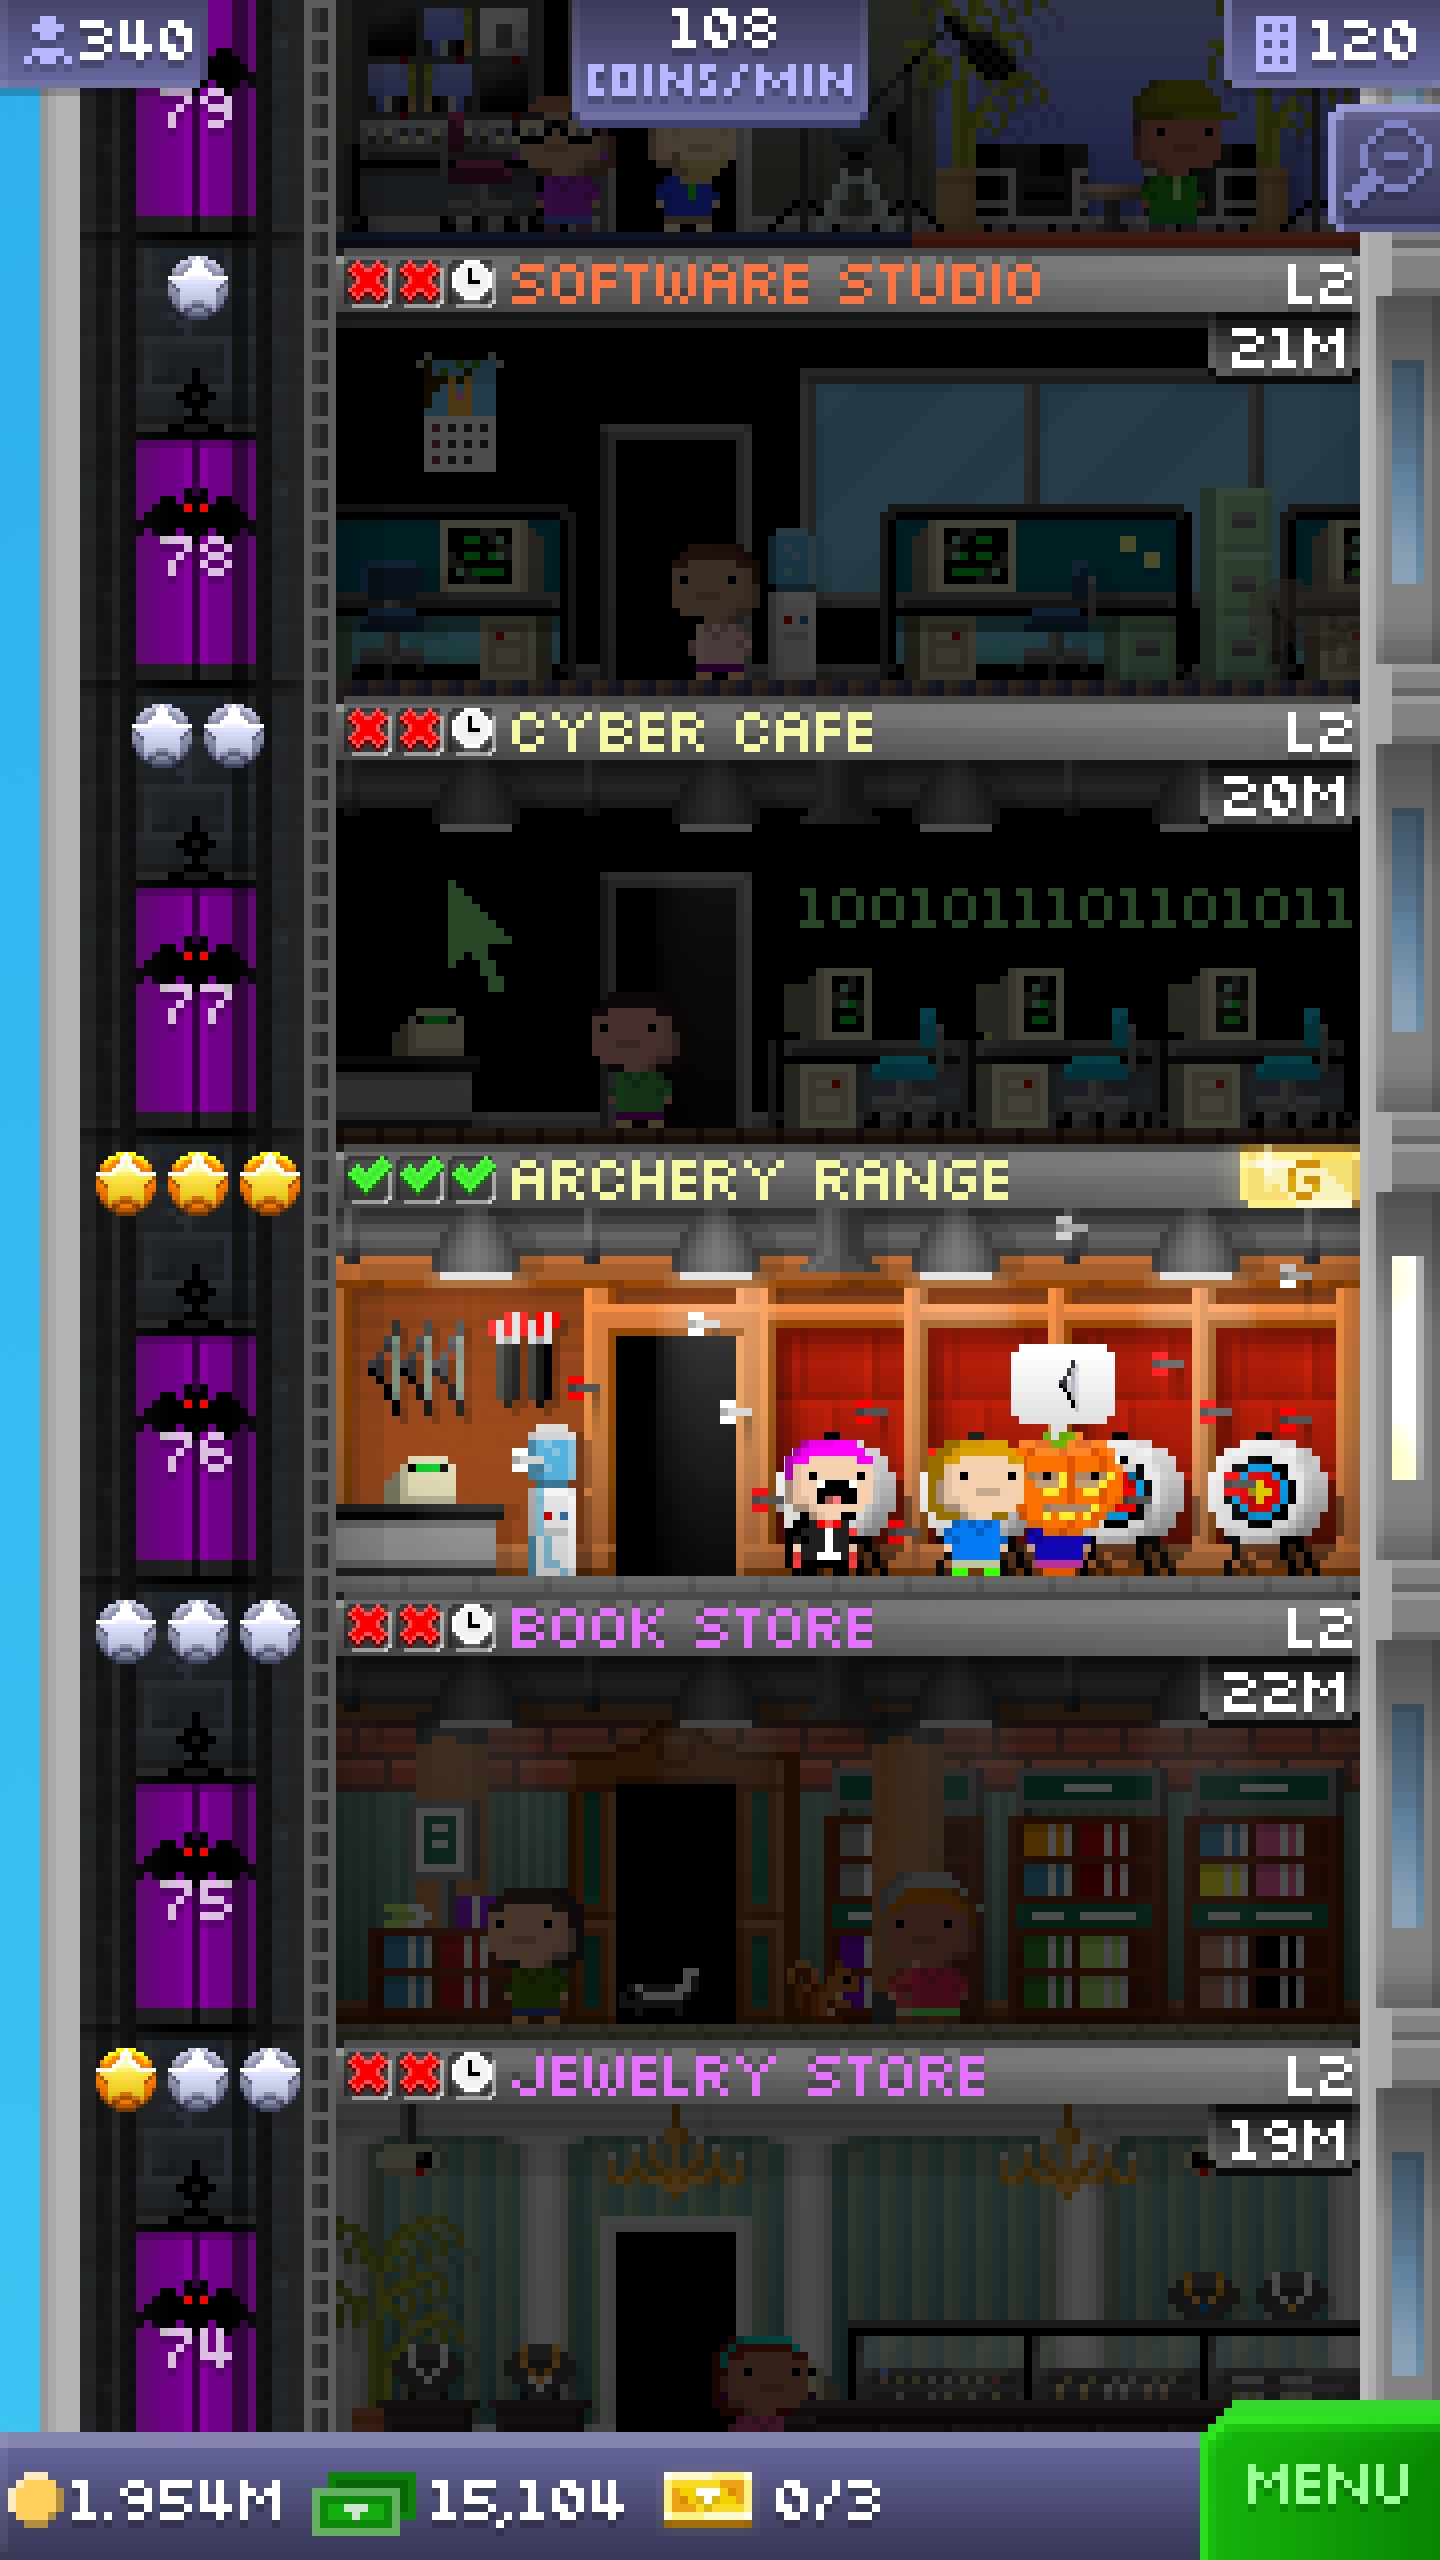 340
108
COINS/MIN
120
79
SOFTWARE STUDIO L2
21M
78
CYBER CAFE L2
20M
1001011101101011
77
ARCHERY RANGE G
76
BOOK STORE L2
22M
75
JEWELRY STORE L2
19M
74
1.954M 15,104 0/3
MENU